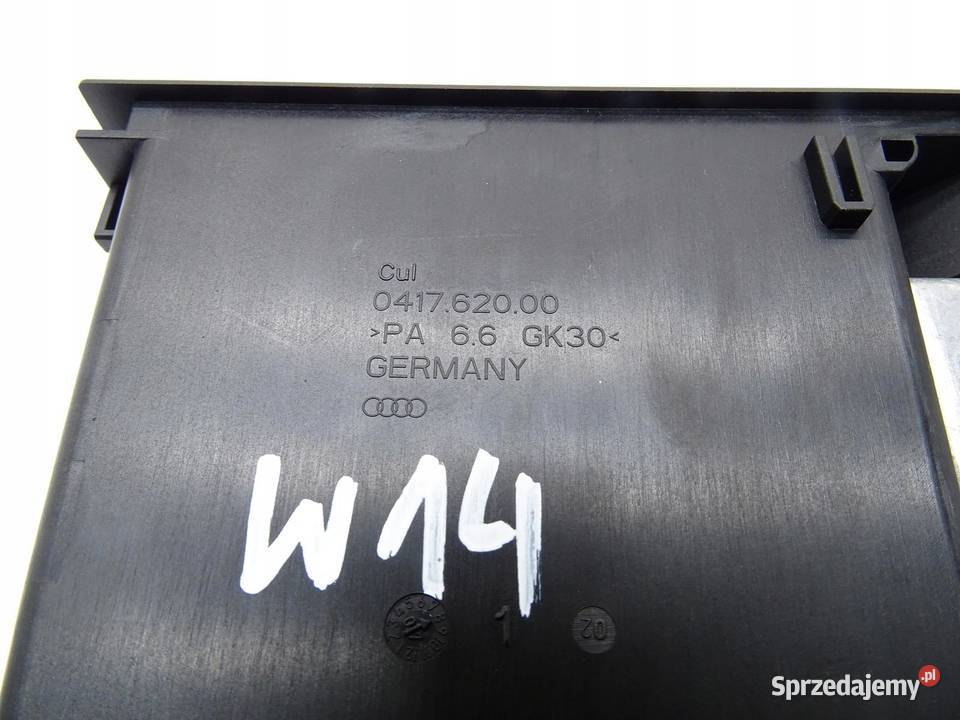 Cul
0417.620.00
>PA 6.6 GK30<
GERMANY
W14
1
02
Sprzedajemy.pl